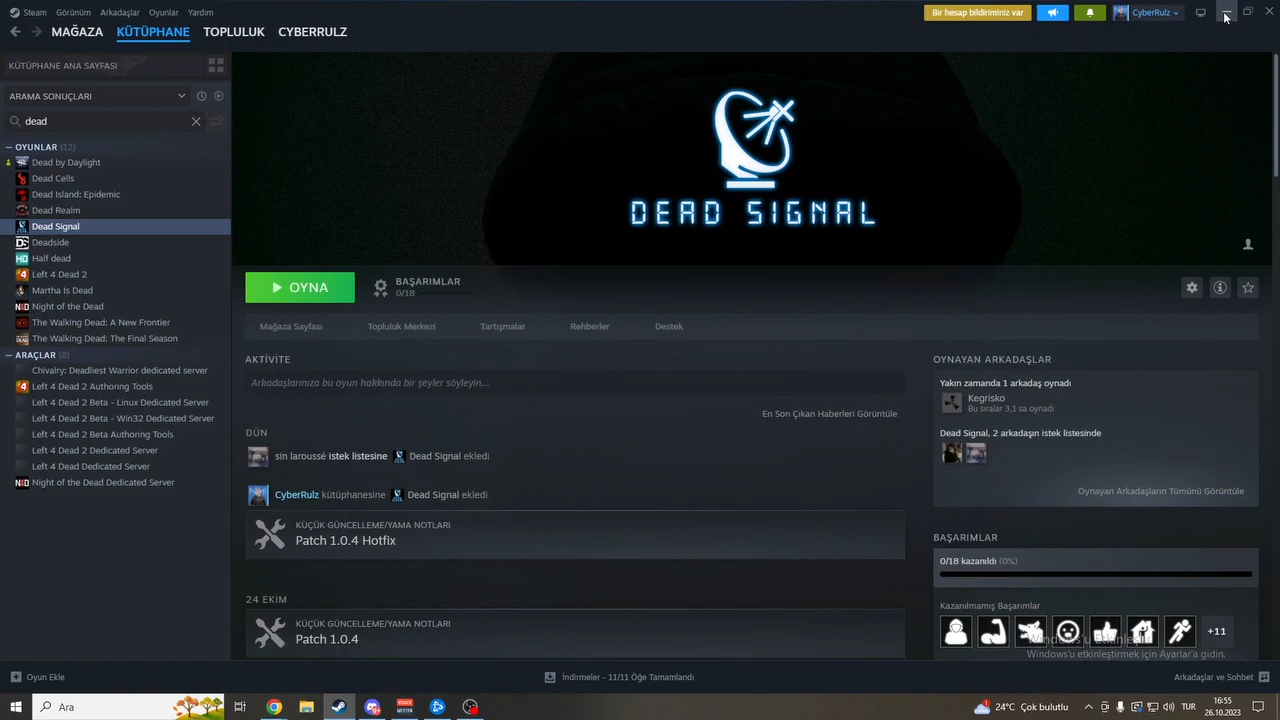 Steam Görünüm Arkadaşlar Oyunlar Yardım
Bir hesap bildiriminiz var
CyberRulz
MAĞAZA KÜTÜPHANE TOPLULUK CYBERRULZ
KÜTÜPHANE ANA SAYFASI
ARAMA SONUÇLARI
dead
OYUNLAR (12)
Dead by Daylight
Dead Cells
Dead Island: Epidemic
Dead Realm
Dead Signal
Deadside
Half dead
Left 4 Dead 2
Martha Is Dead
Night of the Dead
The Walking Dead: A New Frontier
The Walking Dead: The Final Season
ARAÇLAR (8)
Chivalry: Deadliest Warrior dedicated server
Left 4 Dead 2 Authoring Tools
Left 4 Dead 2 Beta - Linux Dedicated Server
Left 4 Dead 2 Beta - Win32 Dedicated Server
Left 4 Dead 2 Beta Authoring Tools
Left 4 Dead 2 Dedicated Server
Left 4 Dead Dedicated Server
Night of the Dead Dedicated Server
DEAD SIGNAL
OYNA
BAŞARIMLAR
0/18
Mağaza Sayfası Topluluk Merkezi Tartışmalar Rehberler Destek
AKTİVİTE
Arkadaşlarınıza bu oyun hakkında bir şeyler söyleyin...
En Son Çıkan Haberleri Görüntüle
DÜN
sin laroussé istek listesine Dead Signal ekledi
CyberRulz kütüphanesine Dead Signal ekledi
KÜÇÜK GÜNCELLEME/YAMA NOTLARI
Patch 1.0.4 Hotfix
24 EKİM
KÜÇÜK GÜNCELLEME/YAMA NOTLARI
Patch 1.0.4
OYNAYAN ARKADAŞLAR
Yakın zamanda 1 arkadaş oynadı
Kegrisko
Bu sıralar 3,1 sa oynadı
Dead Signal, 2 arkadaşın istek listesinde
Oynayan Arkadaşların Tümünü Görüntüle
BAŞARIMLAR
0/18 kazanıldı (0%)
Kazanılmamış Başarımlar
+11
Windows'u Etkinleştir
Windows'u etkinleştirmek için Ayarlar'a gidin.
Oyun Ekle
İndirmeler - 11/11 Öğe Tamamlandı
Arkadaşlar ve Sohbet
Ara
24°C Çok bulutlu
TUR
16:55
26.10.2023